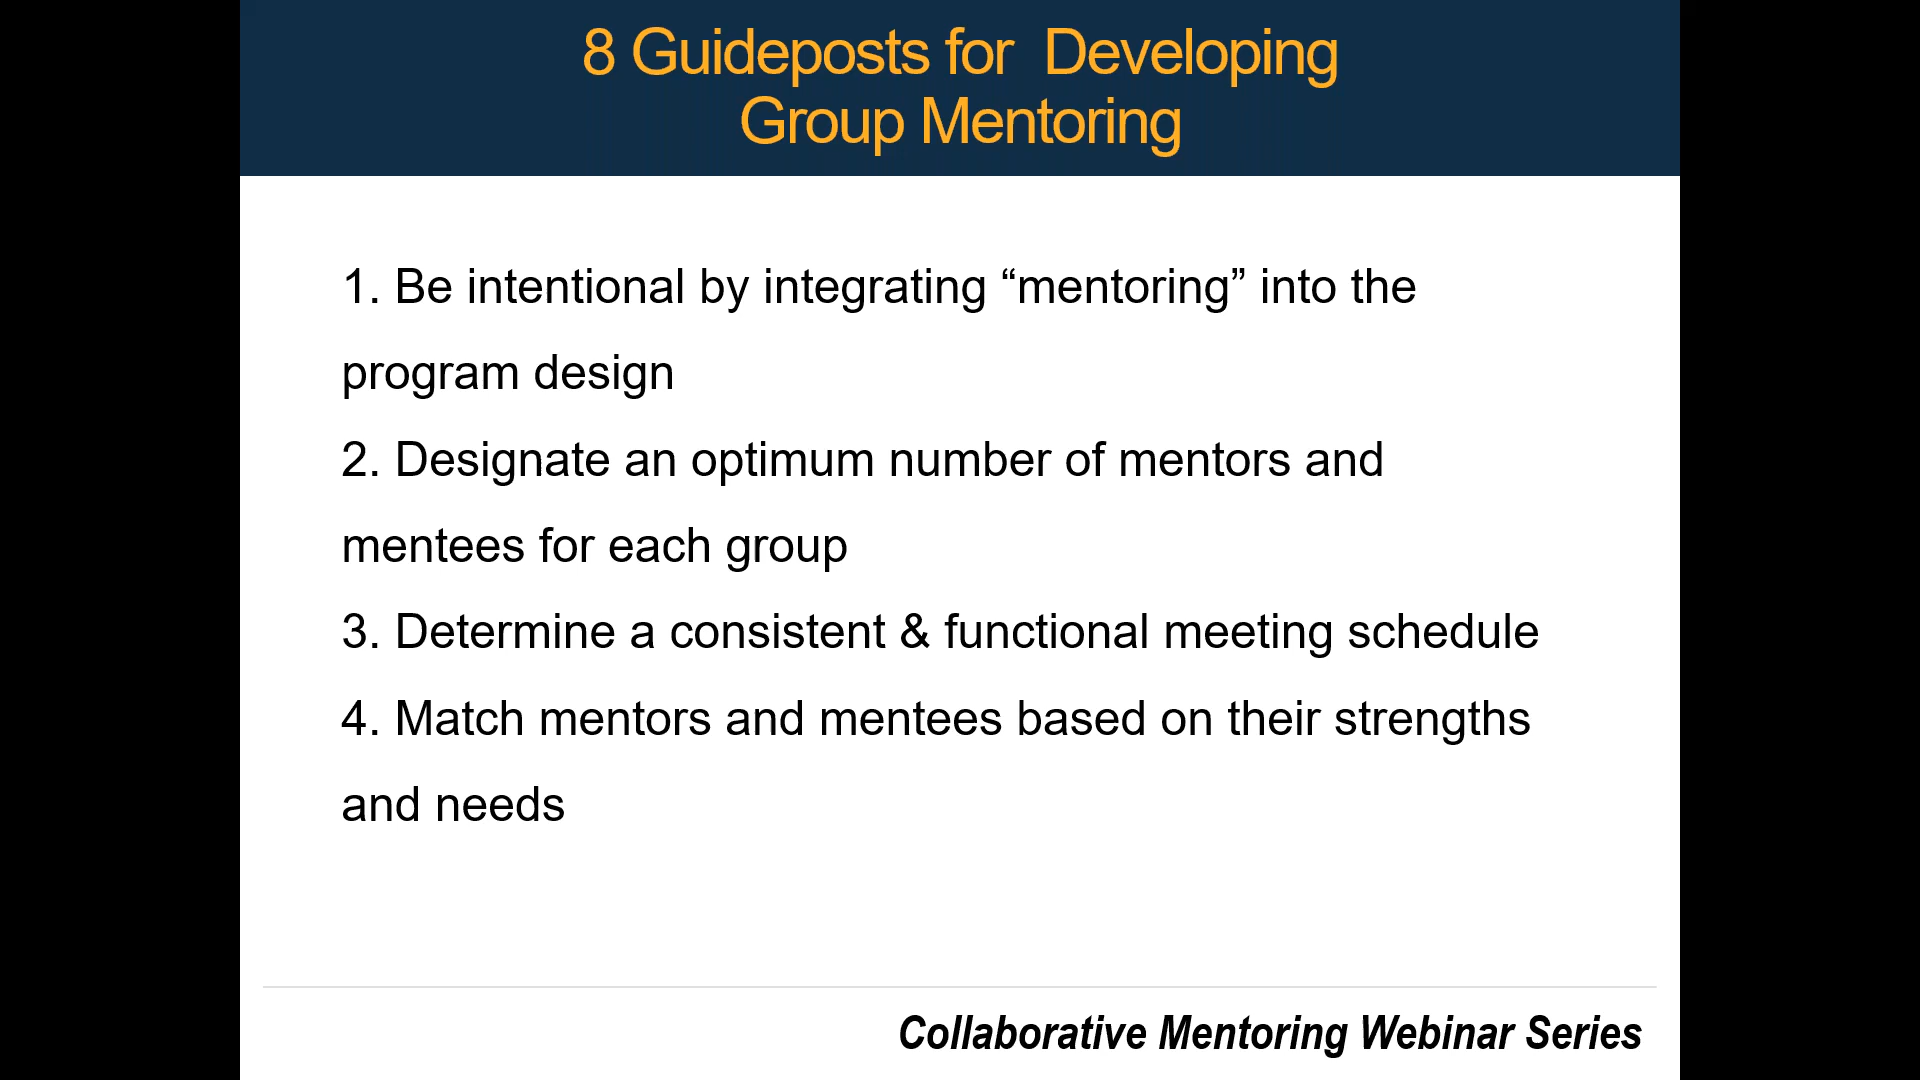 8 Guideposts for  Developing
Group Mentoring
1. Be intentional by integrating “mentoring” into the
program design
2. Designate an optimum number of mentors and
mentees for each group
3. Determine a consistent & functional meeting schedule
4. Match mentors and mentees based on their strengths
and needs
Collaborative Mentoring Webinar Series